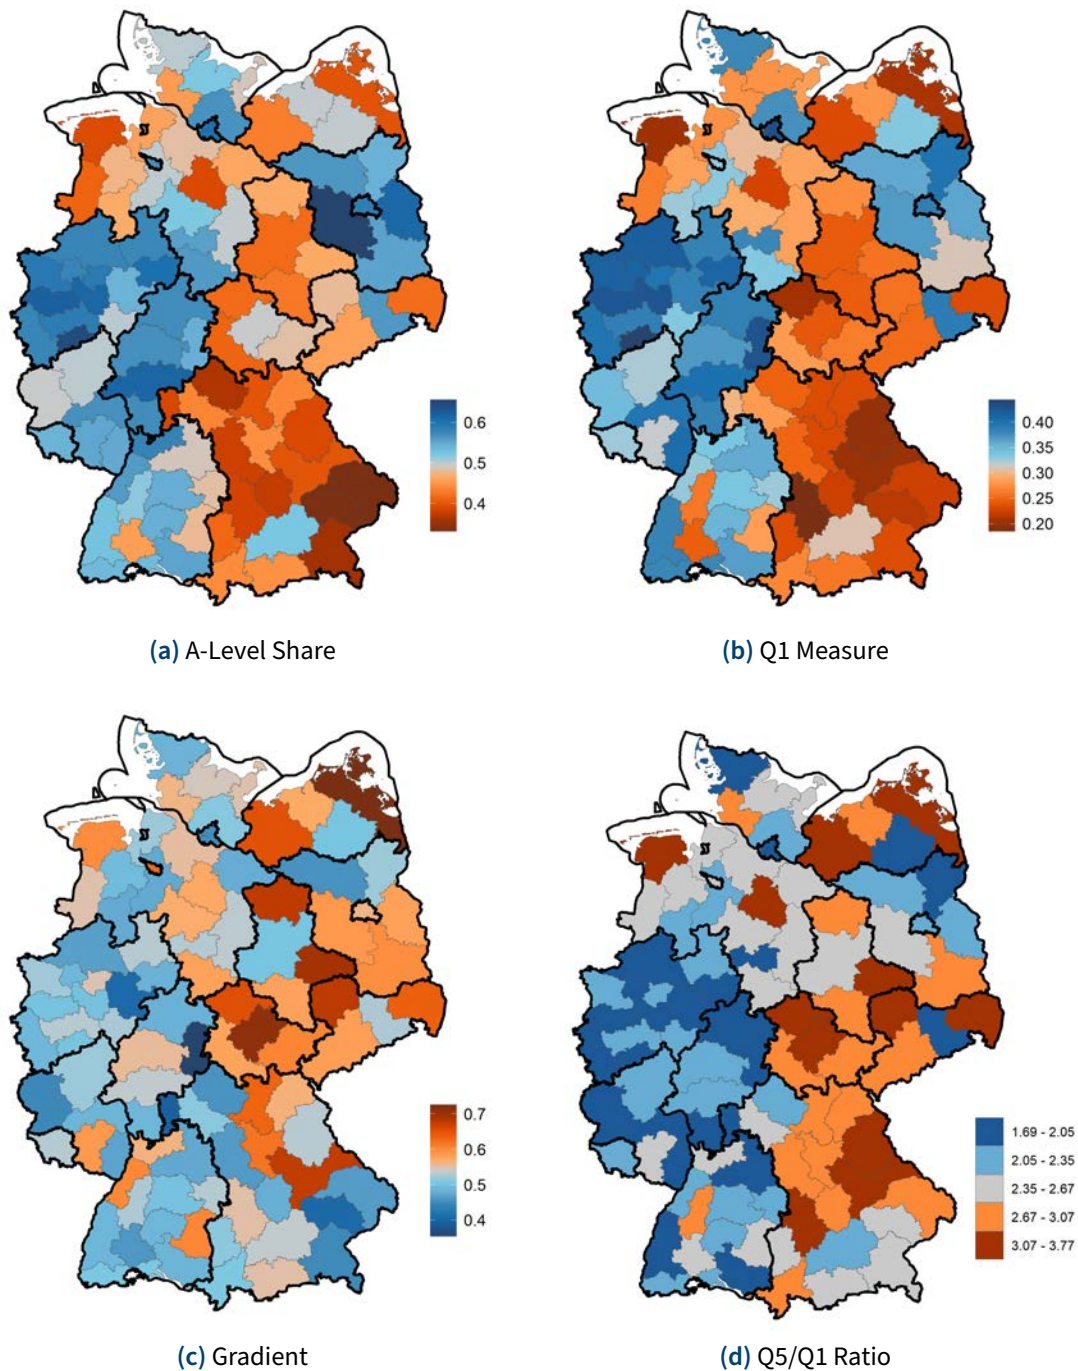 0.6
0.5
0.4
0.40
0.35
0.30
0.25
0.20
(a) A-Level Share
(b) Q1 Measure
0.7
0.6
0.5
0.4
1.69 - 2.05
2.05 - 2.35
2.35 - 2.67
2.67 - 3.07
3.07 - 3.77
(c) Gradient
(d) Q5/Q1 Ratio